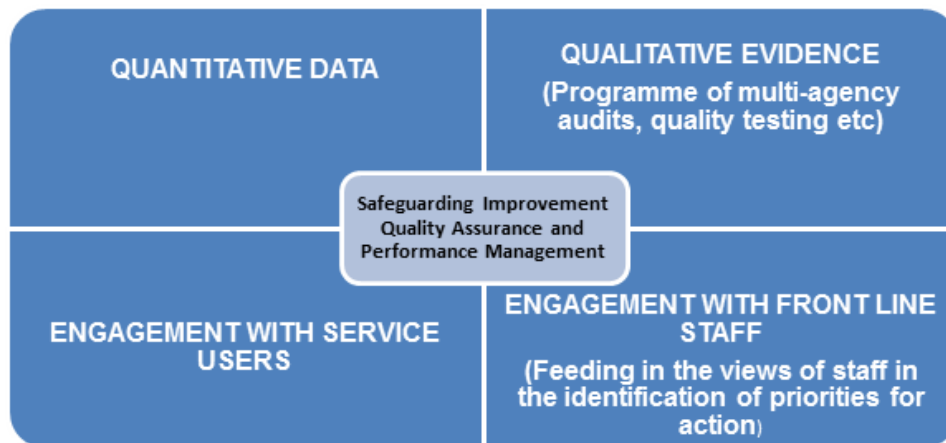 QUANTITATIVE DATA
QUALITATIVE EVIDENCE
(Programme of multi-agency
audits, quality testing etc)
Safeguarding Improvement
Quality Assurance and
Performance Management
ENGAGEMENT WITH SERVICE
USERS
ENGAGEMENT WITH FRONT LINE
STAFF
(Feeding in the views of staff in
the identification of priorities for
action)